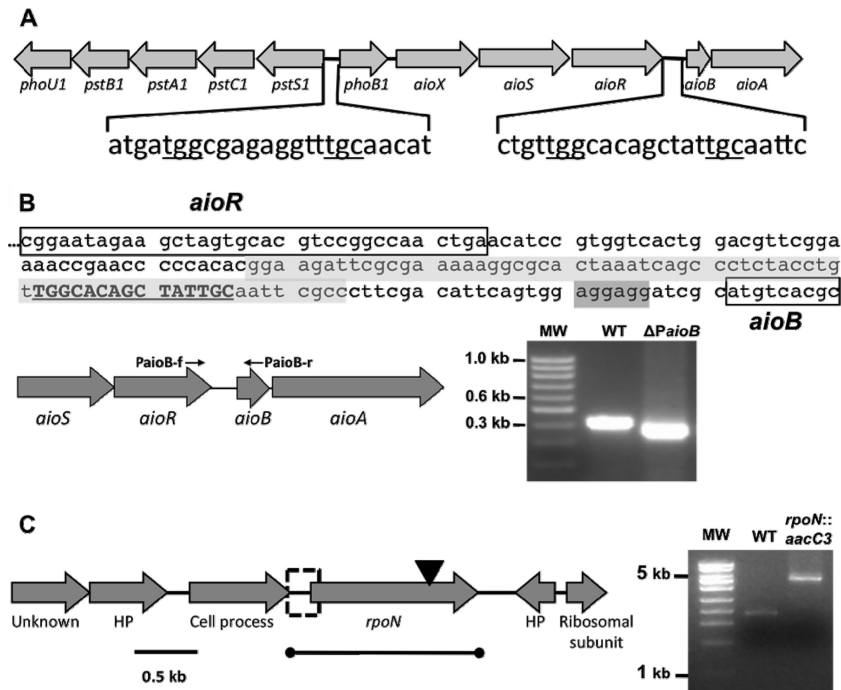 A
phoU1 pstB1 pstA1 pstC1 pstS1 phoB1 aioX aioS aioR aioB aioA
atgatggcgagaggtttgcaacat ctgttggcacagctattgcaattc
B
aioR
...cggaatagaa gctagtgcac gtccggccaa ctgaacatcc gtggtcactg gacgttcgga
aaaccgaacc cccacacgga agattcgcga aaaaggcgca ctaaatcagc cctctacctg
tTGGCACAGC TATTGCaatt cgcccttcga cattcagtgg aggaggatcg catgtcacgc
aioB
PaioB-f PaioB-r
aioS aioR aioB aioA
MW WT ΔPaioB
1.0 kb
0.6 kb
0.3 kb
C
Unknown HP Cell process rpoN HP Ribosomal
subunit
0.5 kb
MW WT rpoN::
aacC3
5 kb
1 kb